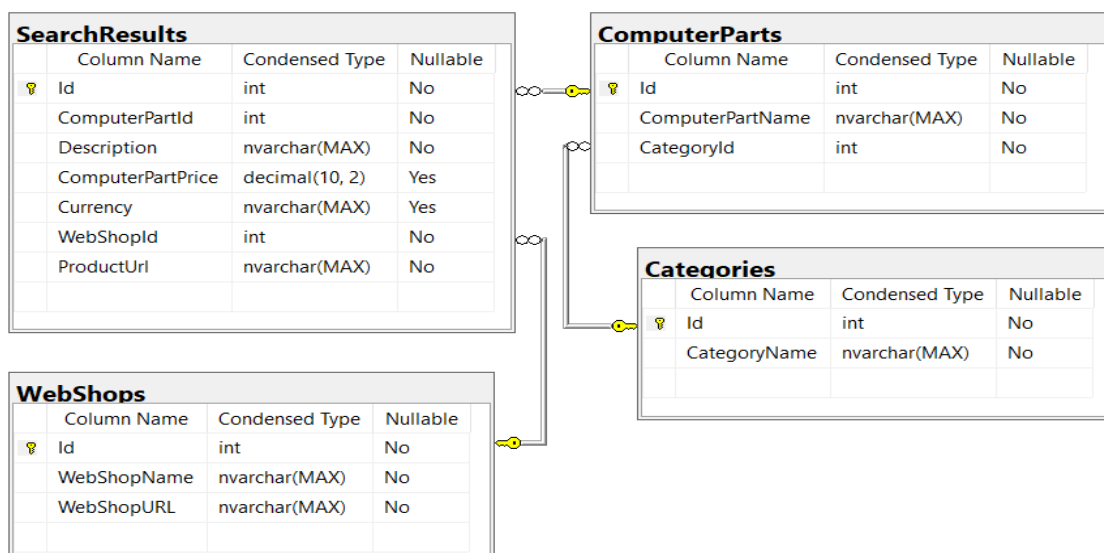 SearchResults
Column Name Condensed Type Nullable
Id int No
ComputerPartId int No
Description nvarchar(MAX) No
ComputerPartPrice decimal(10, 2) Yes
Currency nvarchar(MAX) Yes
WebShopId int No
ProductUrl nvarchar(MAX) No
ComputerParts
Column Name Condensed Type Nullable
Id int No
ComputerPartName nvarchar(MAX) No
CategoryId int No
Categories
Column Name Condensed Type Nullable
Id int No
CategoryName nvarchar(MAX) No
WebShops
Column Name Condensed Type Nullable
Id int No
WebShopName nvarchar(MAX) No
WebShopURL nvarchar(MAX) No